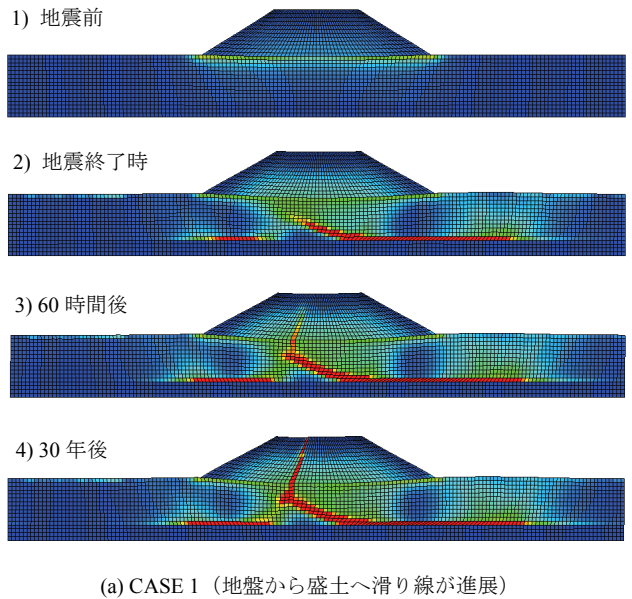 1) 地震前
2) 地震終了時
3) 60 時間後
4) 30 年後
(a) CASE 1（地盤から盛土へ滑り線が進展）